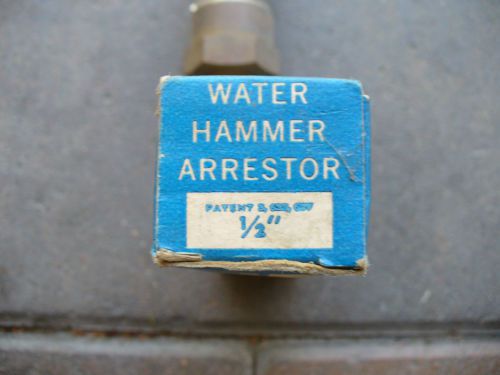 WATER
HAMMER
ARRESTOR
PATENT
1/2"